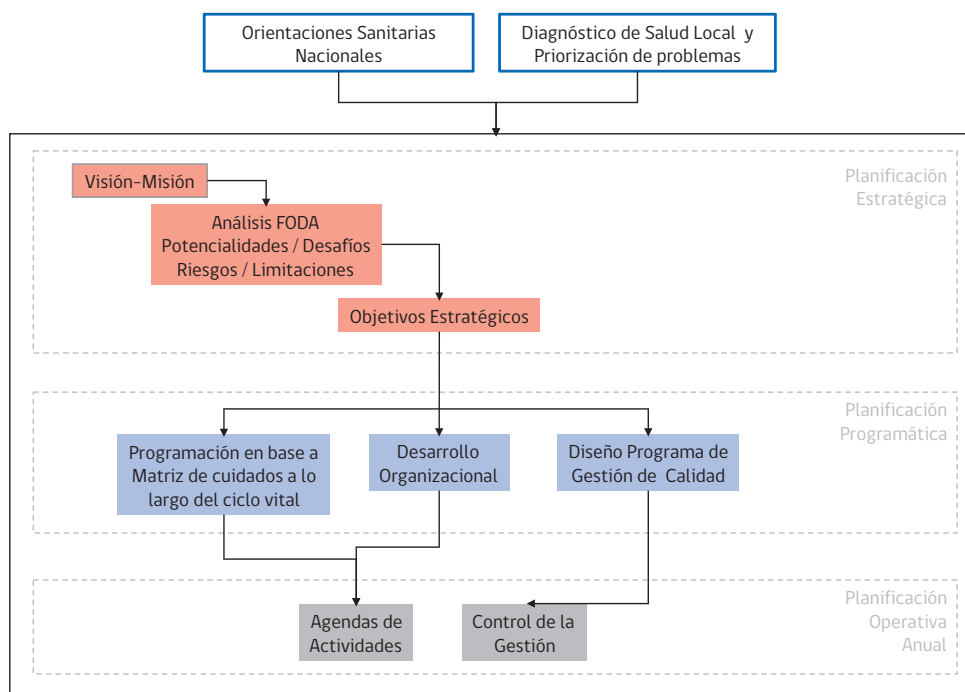 Orientaciones Sanitarias
Nacionales
Diagnóstico de Salud Local y
Priorización de problemas
Planificación
Estratégica
Visión-Misión
Análisis FODA
Potencialidades / Desafíos
Riesgos / Limitaciones
Objetivos Estratégicos
Planificación
Programática
Programación en base a
Matriz de cuidados a lo
largo del ciclo vital
Desarrollo
Organizacional
Diseño Programa de
Gestión de Calidad
Planificación
Operativa
Anual
Agendas de
Actividades
Control de la
Gestión